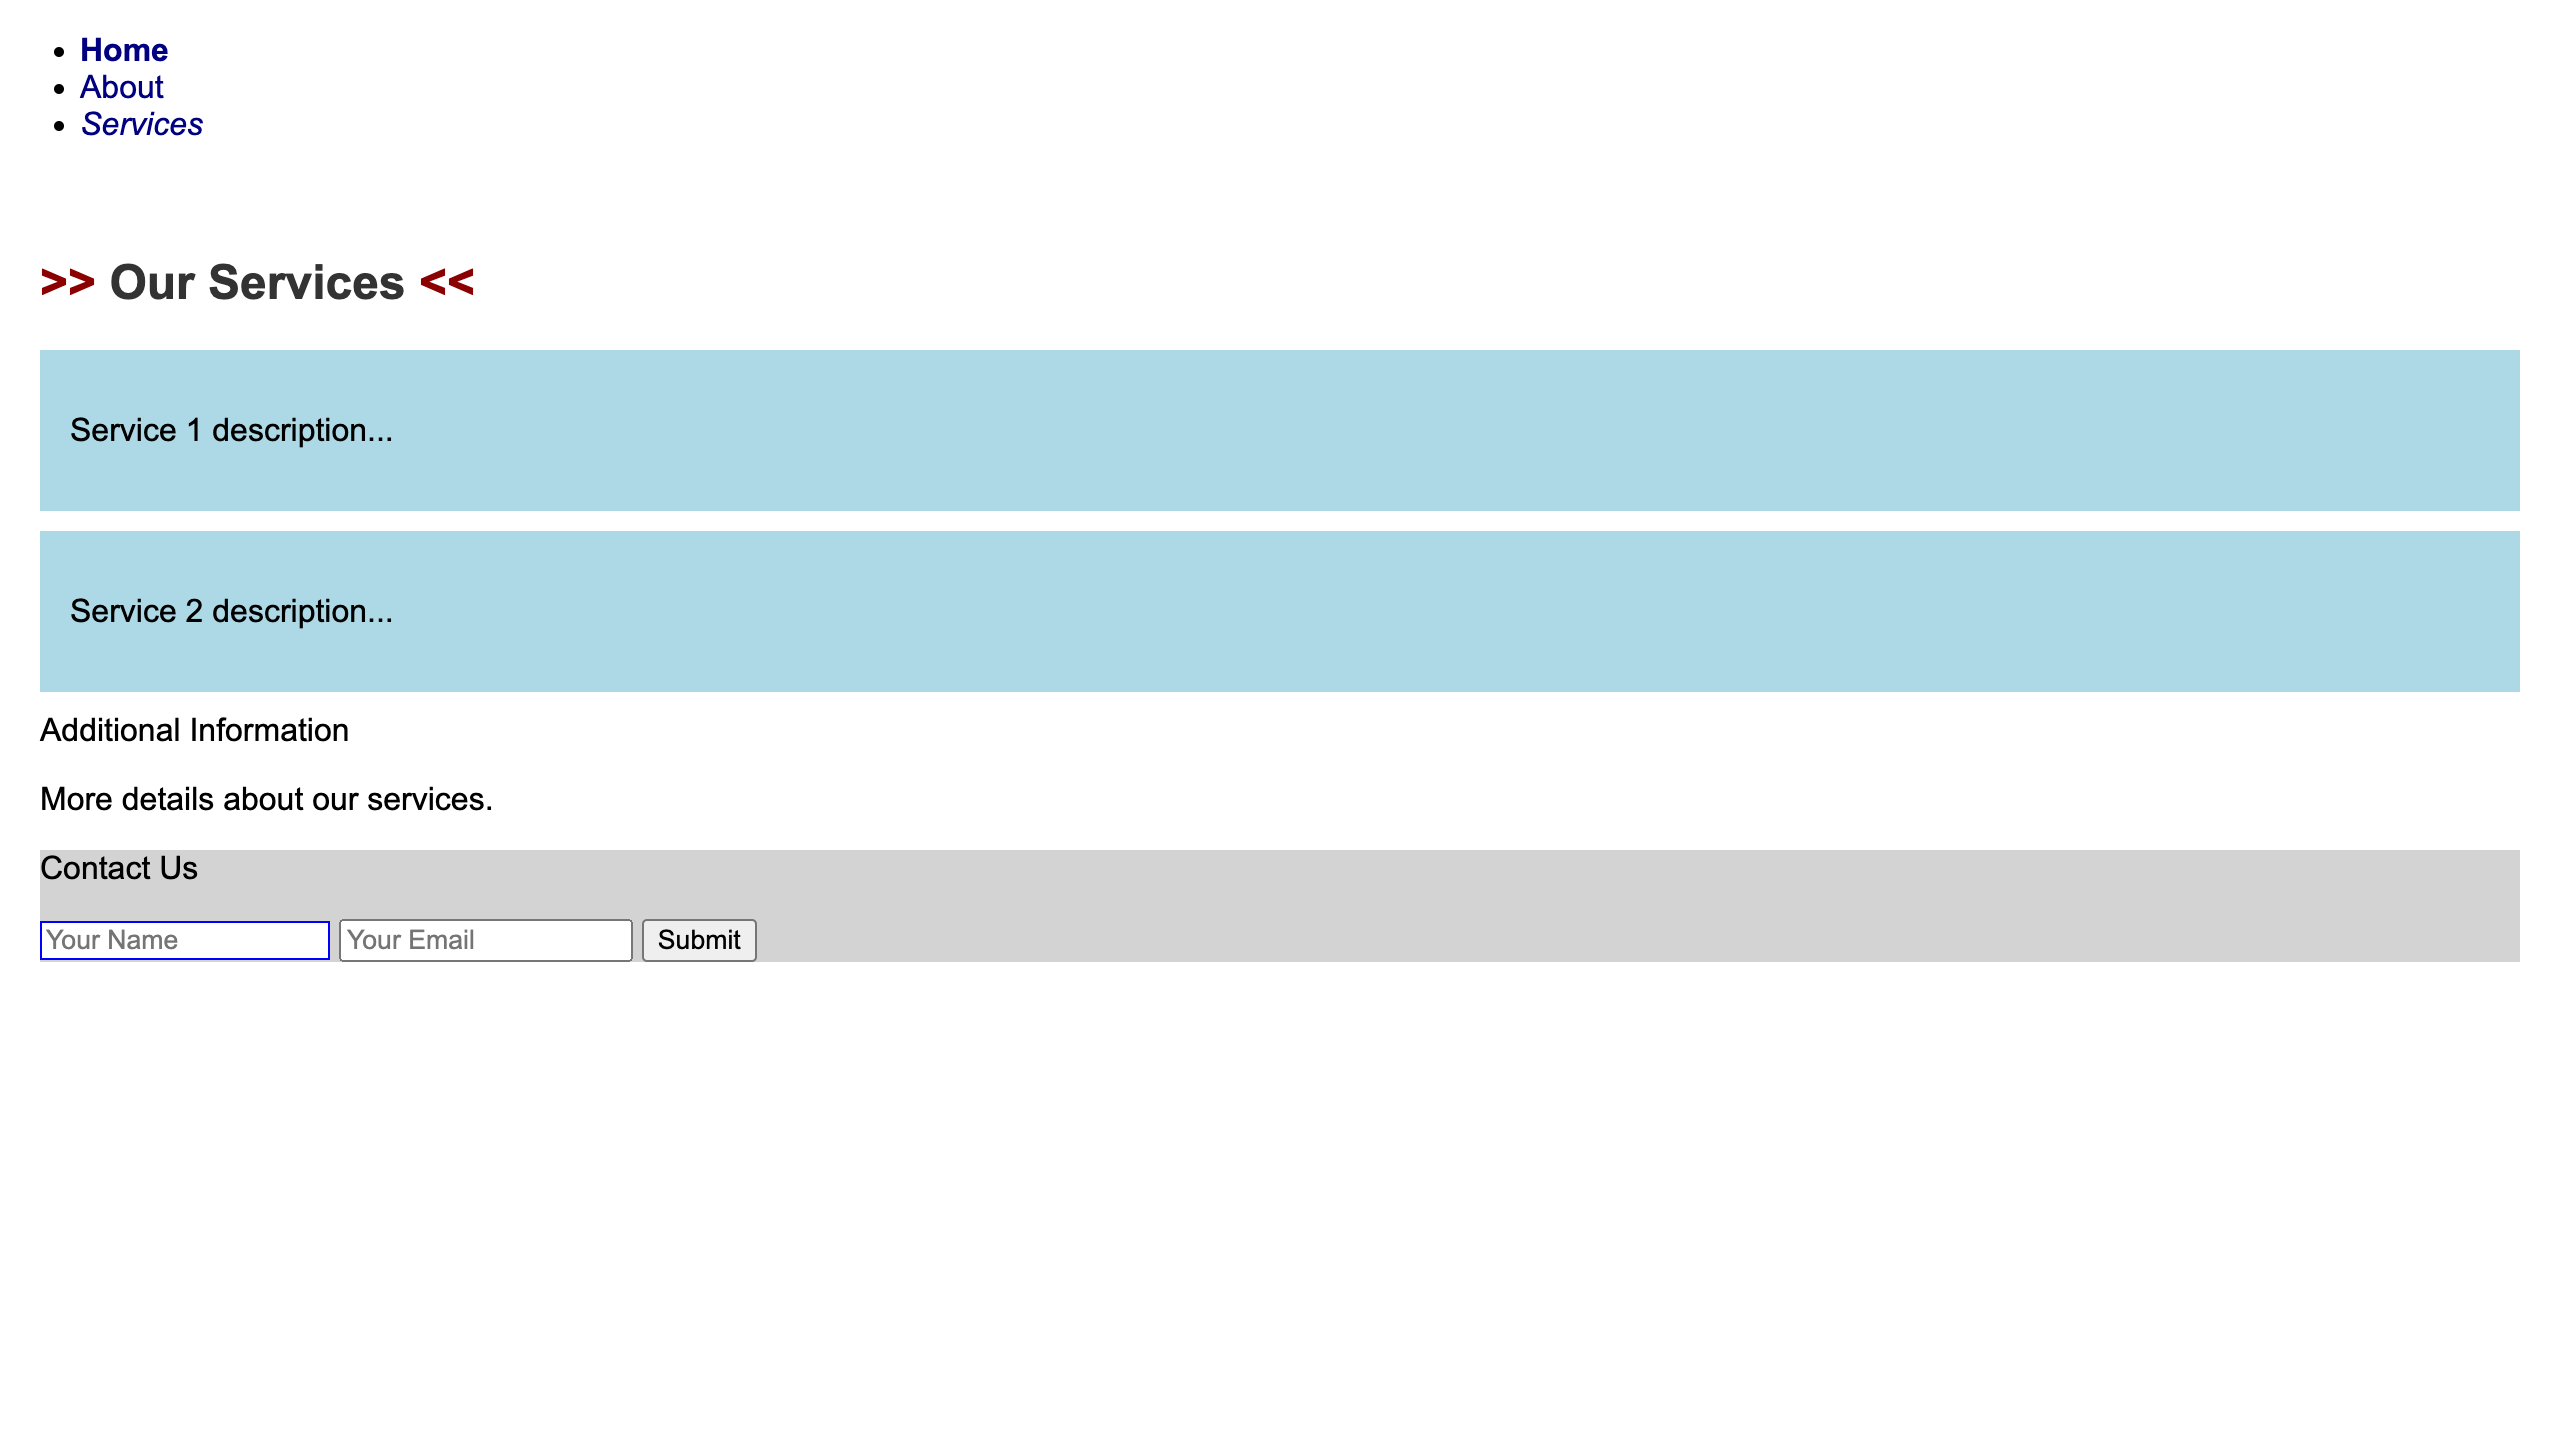 Home
About
Services
>> Our Services <<
Service 1 description...
Service 2 description...
Additional Information
More details about our services.
Contact Us
Your Name Your Email Submit